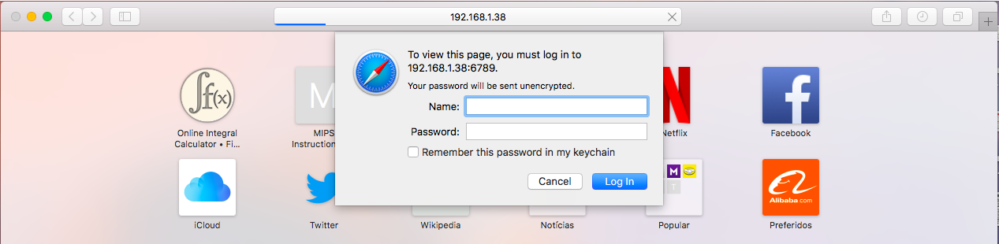 192.168.1.38
To view this page, you must log in to
192.168.1.38:6789.
Your password will be sent unencrypted.
Name:
Password:
Remember this password in my keychain
Cancel
Log In
∫f(x)
M
N
f
Online Integral
Calculator • Fi...
MIPS
Instruction
Netflix
Facebook
M
T
Alibaba.com
iCloud
Twitter
Wikipedia
Notícias
Popular
Preferidos